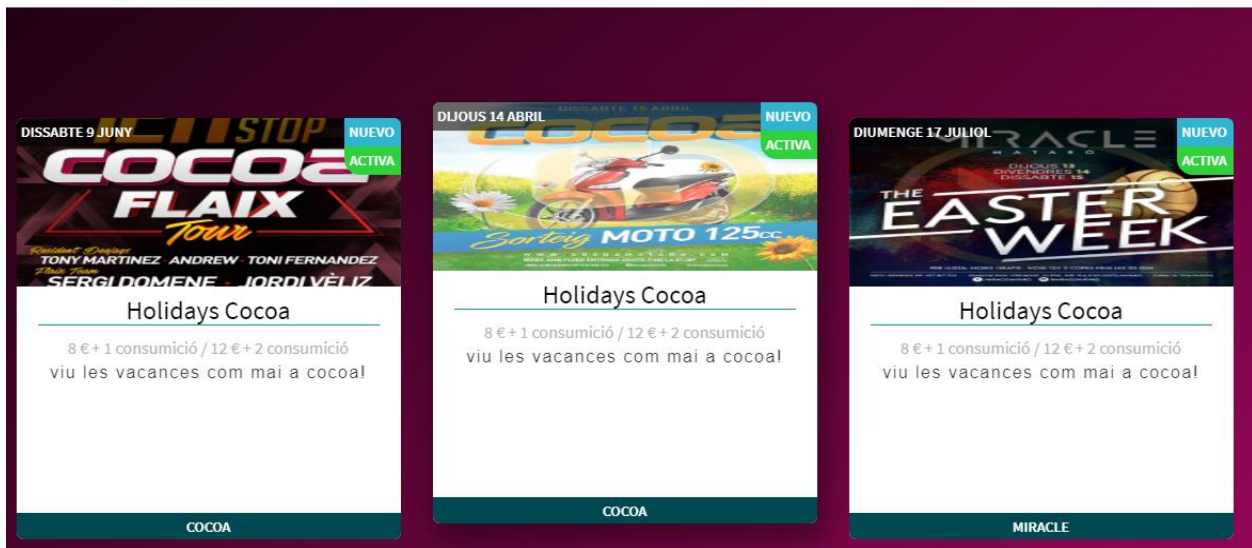 DISSABTE 9 JUNY
NUEVO
ACTIVA
STOP
COCOA
FLAIX
Tour
Resident Deejays
TONY MARTINEZ · ANDREW · TONI FERNANDEZ
Flaix Team
SERGI DOMENE · JORDI VÈLIZ
Holidays Cocoa
8 € + 1 consumició / 12 € + 2 consumició
viu les vacances com mai a cocoa!
COCOA
DIJOUS 14 ABRIL
NUEVO
ACTIVA
DISSABTE 15 ABRIL
COCOA
Sorteig MOTO 125cc
Holidays Cocoa
8 € + 1 consumició / 12 € + 2 consumició
viu les vacances com mai a cocoa!
COCOA
DIUMENGE 17 JULIOL
NUEVO
ACTIVA
MIRACLE
MATARÓ
DIJOUS 13
DIVENDRES 14
DISSABTE 15
THE
EASTER
WEEK
Holidays Cocoa
8 € + 1 consumició / 12 € + 2 consumició
viu les vacances com mai a cocoa!
MIRACLE